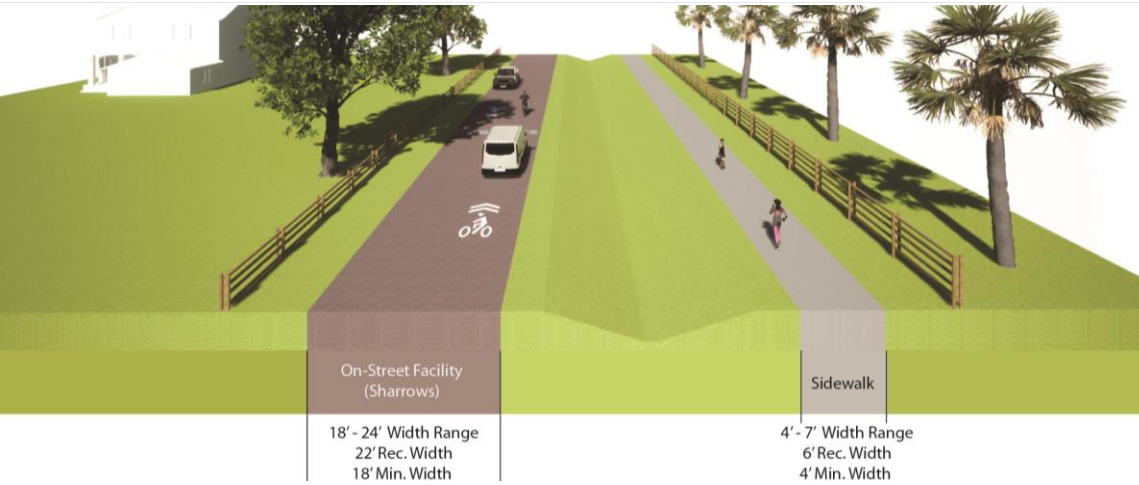 On-Street Facility
(Sharrows)
18' - 24' Width Range
22' Rec. Width
18' Min. Width
Sidewalk
4' - 7' Width Range
6' Rec. Width
4' Min. Width